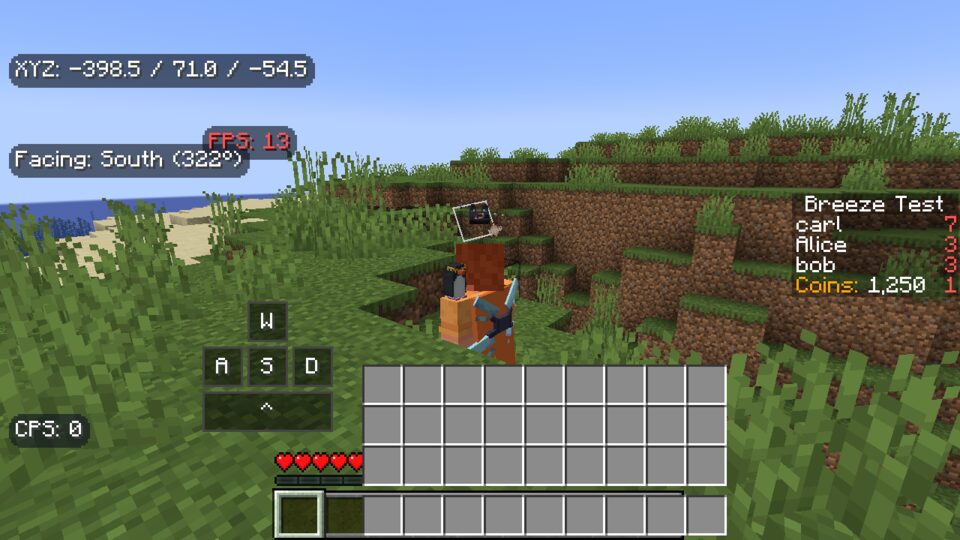 XYZ: -398.5 / 71.0 / -54.5
FPS: 13
Facing: South (322°)
Breeze Test
carl 7
Alice 3
bob 3
Coins: 1,250 1
W
A S D
^
CPS: 0